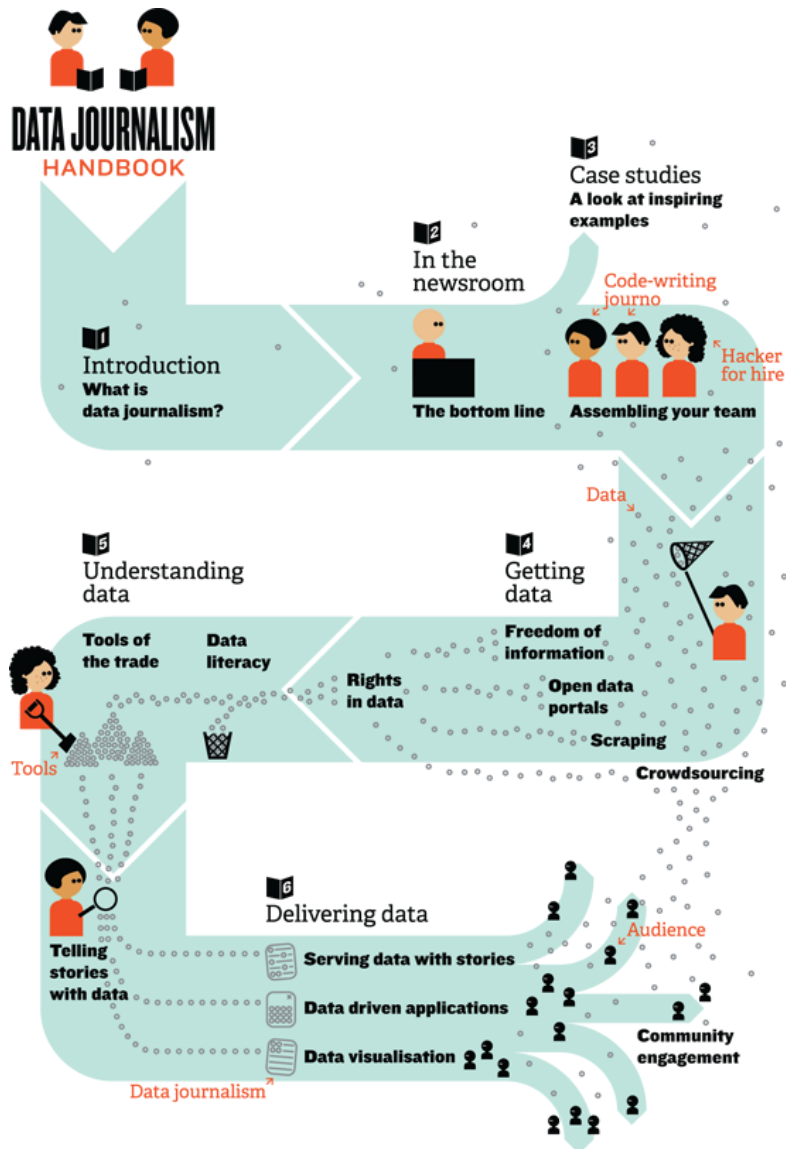 DATA JOURNALISM
HANDBOOK
1
Introduction
What is
data journalism?
2
In the
newsroom
The bottom line
3
Case studies
A look at inspiring
examples
Code-writing
journo
Hacker
for hire
Assembling your team
Data
4
Getting
data
Freedom of
information
Open data
portals
Scraping
Crowdsourcing
Rights
in data
5
Understanding
data
Tools of
the trade
Data
literacy
Tools
Telling
stories
with data
6
Delivering data
Serving data with stories
Data driven applications
Data visualisation
Data journalism
Audience
Community
engagement